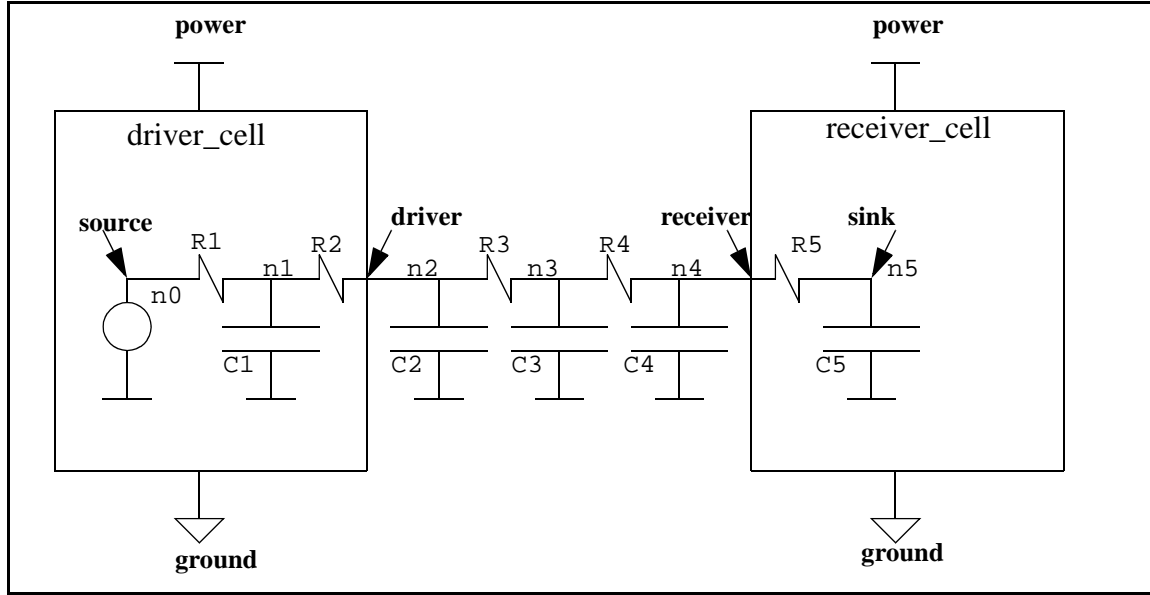 power
power
driver_cell
receiver_cell
source
driver
receiver
sink
R1
R2
R3
R4
R5
n0
n1
n2
n3
n4
n5
C1
C2
C3
C4
C5
ground
ground